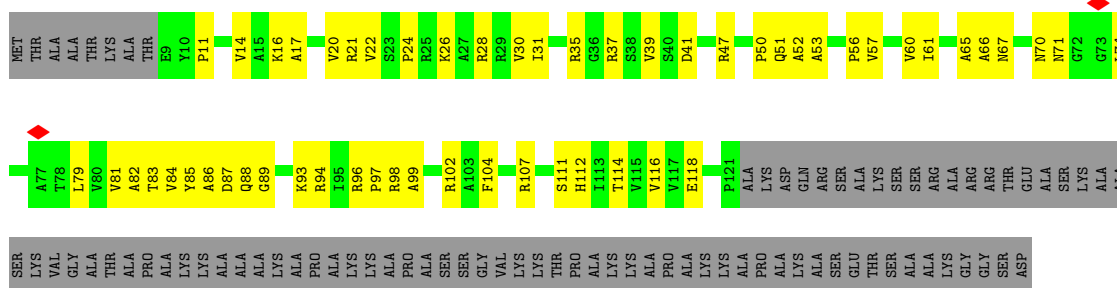 MET THR ALA ALA THR LYS ALA THR E9 Y10 P11 V14 A15 K16 A17 V20 R21 V22 S23 P24 R25 K26 A27 R28 R29 V30 I31 R35 G36 R37 S38 V39 S40 D41 R47 P50 Q51 A52 A53 P56 V57 V60 I61 A65 A66 N67 N70 N71 G72 G73
A77 T78 L79 V80 V81 A82 T83 V84 Y85 A86 D87 Q88 G89 K93 R94 I95 R96 P97 R98 A99 R102 A103 F104 R107 S111 H112 I113 T114 V115 V116 V117 E118 P121 ALA LYS ASP GLN ARG SER ALA LYS SER SER ARG ALA ARG ARG THR GLU ALA SER LYS ALA
SER LYS VAL GLY ALA THR ALA PRO ALA LYS LYS ALA ALA ALA LYS ALA PRO ALA LYS LYS ALA PRO ALA SER SER GLY VAL LYS LYS THR PRO ALA LYS LYS ALA PRO ALA LYS LYS ALA PRO ALA LYS ALA SER GLU THR SER ALA ALA LYS GLY GLY SER ASP